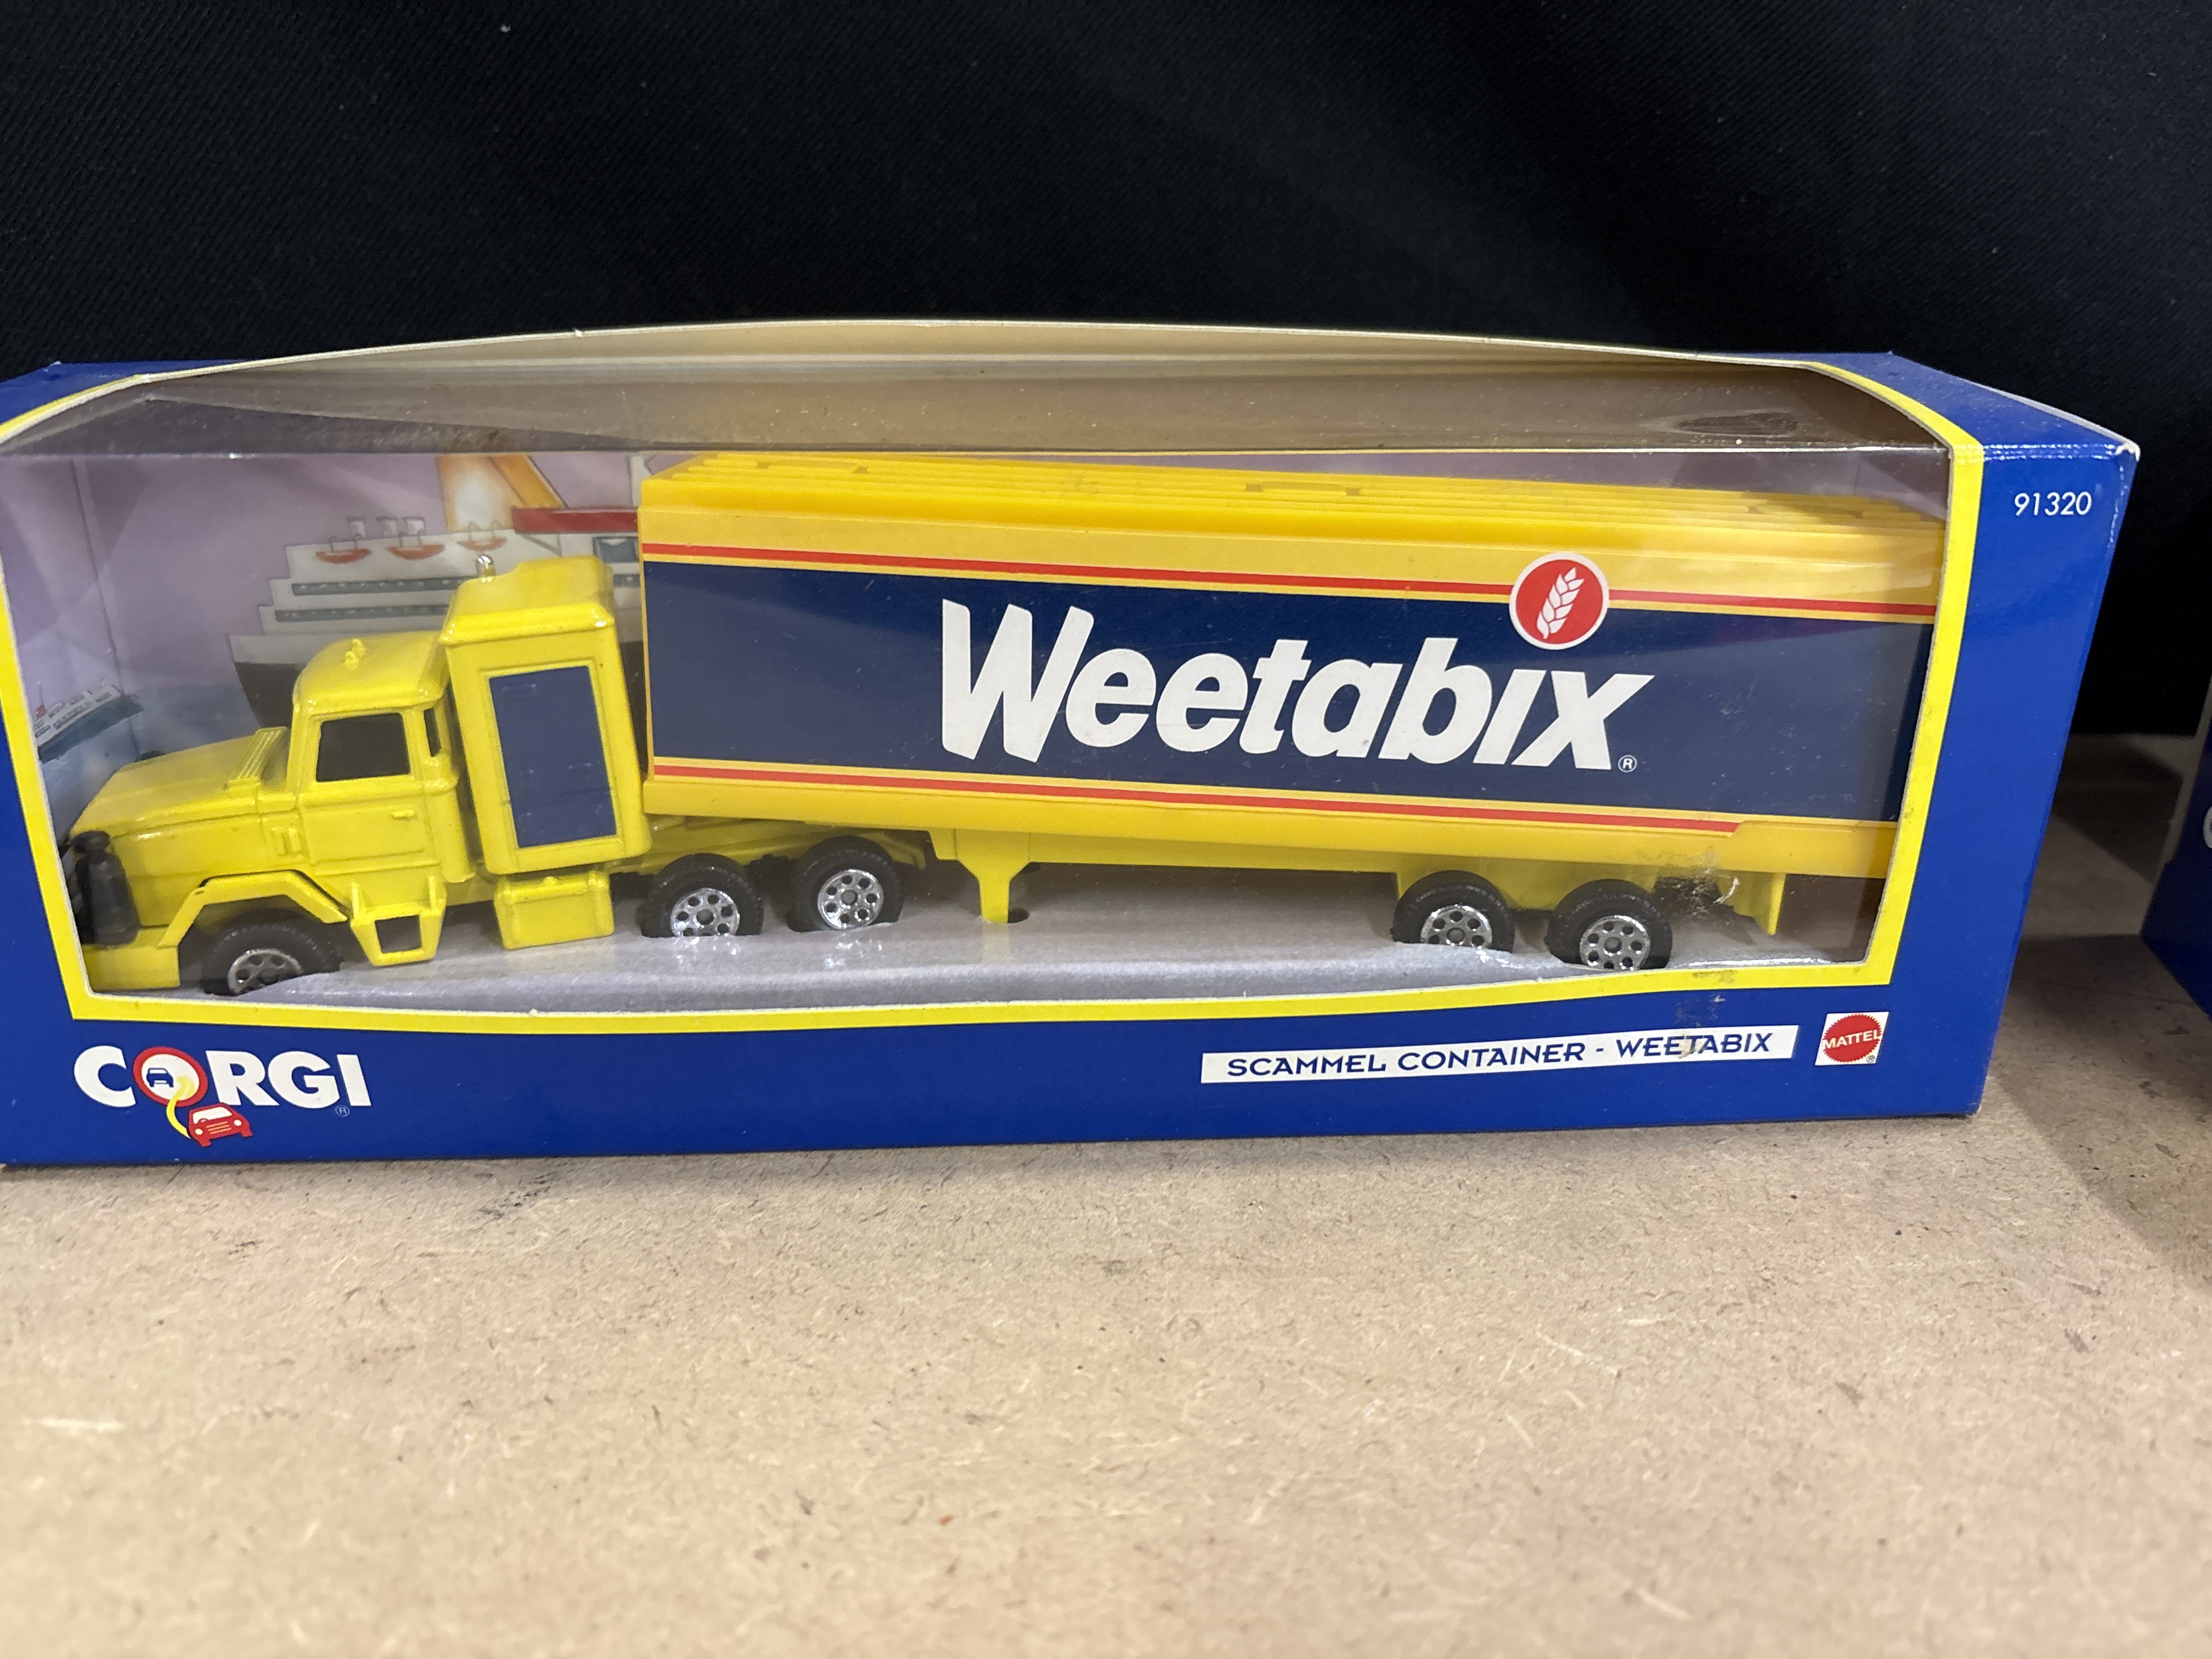 91320
Weetabix®
CORGI®
SCAMMEL CONTAINER - WEETABIX
MATTEL®